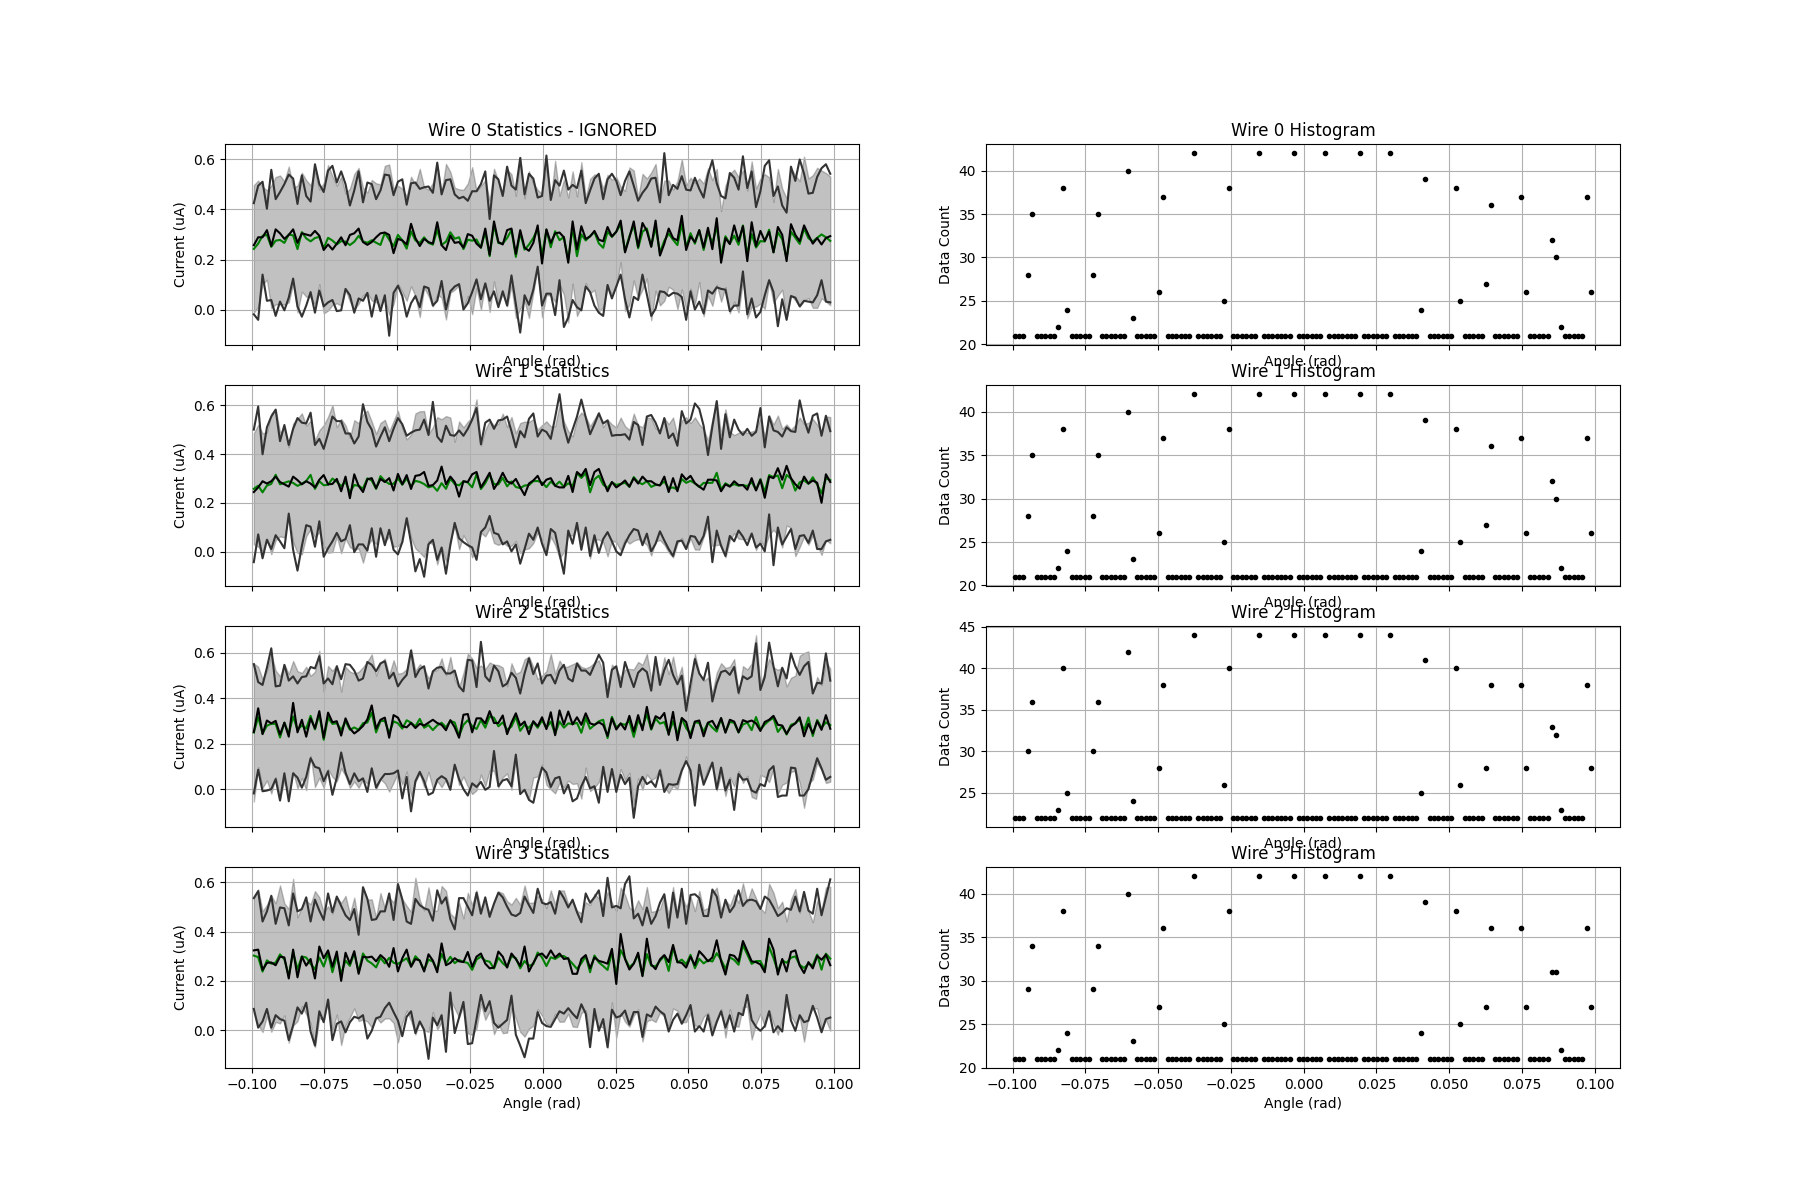 Wire 0 Statistics - IGNORED
Current (uA)
0.6
0.4
0.2
0.0
Angle (rad)
Wire 0 Histogram
Data Count
40
35
30
25
20
Angle (rad)
Wire 1 Statistics
Current (uA)
0.6
0.4
0.2
0.0
Angle (rad)
Wire 1 Histogram
Data Count
40
35
30
25
20
Angle (rad)
Wire 2 Statistics
Current (uA)
0.6
0.4
0.2
0.0
Angle (rad)
Wire 2 Histogram
Data Count
45
40
35
30
25
Angle (rad)
Wire 3 Statistics
Current (uA)
0.6
0.4
0.2
0.0
−0.100 −0.075 −0.050 −0.025 0.000 0.025 0.050 0.075 0.100
Angle (rad)
Wire 3 Histogram
Data Count
40
35
30
25
20
−0.100 −0.075 −0.050 −0.025 0.000 0.025 0.050 0.075 0.100
Angle (rad)